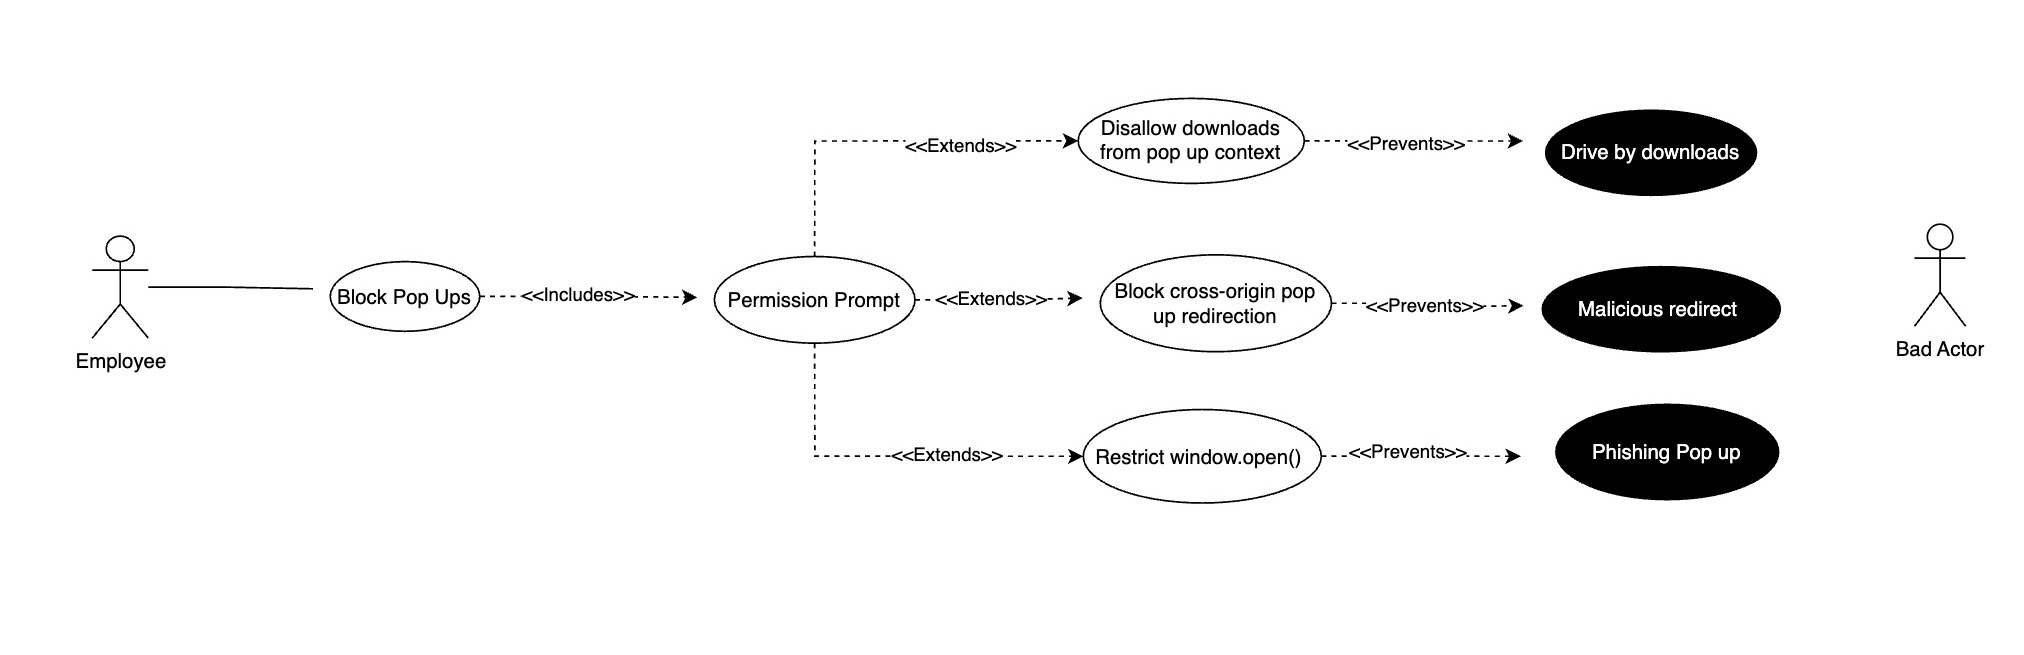 Disallow downloads
from pop up context
<<Extends>>
<<Prevents>>
Drive by downloads
Employee
Block Pop Ups
<<Includes>>
Permission Prompt
<<Extends>>
Block cross-origin pop
up redirection
<<Prevents>>
Malicious redirect
Bad Actor
<<Extends>>
Restrict window.open()
<<Prevents>>
Phishing Pop up